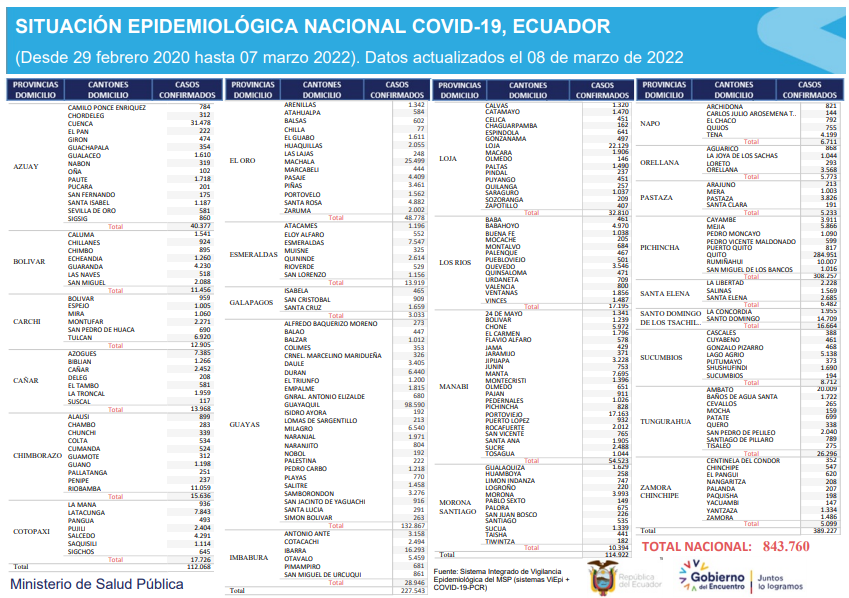 SITUACIÓN EPIDEMIOLÓGICA NACIONAL COVID-19, ECUADOR
(Desde 29 febrero 2020 hasta 07 marzo 2022). Datos actualizados el 08 de marzo de 2022
PROVINCIAS DOMICILIO CANTONES DOMICILIO CASOS CONFIRMADOS
AZUAY
CAMILO PONCE ENRIQUEZ 784
CHORDELEG 312
CUENCA 31.478
EL PAN 222
GIRON 474
GUACHAPALA 354
GUALACEO 1.610
NABON 319
OÑA 102
PAUTE 1.718
PUCARA 201
SAN FERNANDO 175
SANTA ISABEL 1.187
SEVILLA DE ORO 581
SIGSIG 860
Total 40.377
BOLIVAR
CALUMA 1.541
CHILLANES 924
CHIMBO 895
ECHEANDIA 1.260
GUARANDA 4.230
LAS NAVES 518
SAN MIGUEL 2.088
Total 11.456
CARCHI
BOLIVAR 959
ESPEJO 1.005
MIRA 1.060
MONTUFAR 2.271
SAN PEDRO DE HUACA 690
TULCAN 6.920
Total 12.905
CAÑAR
AZOGUES 7.385
BIBLIAN 1.266
CAÑAR 2.452
DELEG 208
EL TAMBO 581
LA TRONCAL 1.959
SUSCAL 117
Total 13.968
CHIMBORAZO
ALAUSI 899
CHAMBO 283
CHUNCHI 339
COLTA 534
CUMANDA 524
GUAMOTE 312
GUANO 1.198
PALLATANGA 251
PENIPE 237
RIOBAMBA 11.059
Total 15.636
COTOPAXI
LA MANA 936
LATACUNGA 7.843
PANGUA 493
PUJILI 2.404
SALCEDO 4.291
SAQUISILI 1.114
SIGCHOS 645
Total 17.726
Total 112.068
PROVINCIAS DOMICILIO CANTONES DOMICILIO CASOS CONFIRMADOS
EL ORO
ARENILLAS 1.342
ATAHUALPA 584
BALSAS 602
CHILLA 77
EL GUABO 1.611
HUAQUILLAS 2.055
LAS LAJAS 248
MACHALA 25.499
MARCABELI 444
PASAJE 4.409
PIÑAS 3.461
PORTOVELO 1.562
SANTA ROSA 4.882
ZARUMA 2.002
Total 48.778
ESMERALDAS
ATACAMES 1.196
ELOY ALFARO 552
ESMERALDAS 7.547
MUISNE 325
QUININDE 2.614
RIOVERDE 529
SAN LORENZO 1.156
Total 13.919
GALAPAGOS
ISABELA 465
SAN CRISTOBAL 909
SANTA CRUZ 1.659
Total 3.033
GUAYAS
ALFREDO BAQUERIZO MORENO 273
BALAO 447
BALZAR 1.012
COLIMES 353
CRNEL. MARCELINO MARIDUEÑA 326
DAULE 3.405
DURAN 6.440
EL TRIUNFO 1.200
EMPALME 1.815
GNRAL. ANTONIO ELIZALDE 680
GUAYAQUIL 98.590
ISIDRO AYORA 192
LOMAS DE SARGENTILLO 213
MILAGRO 6.540
NARANJAL 1.971
NARANJITO 804
NOBOL 192
PALESTINA 222
PEDRO CARBO 1.218
PLAYAS 770
SALITRE 1.458
SAMBORONDON 3.276
SAN JACINTO DE YAGUACHI 916
SANTA LUCIA 291
SIMON BOLIVAR 263
Total 132.867
IMBABURA
ANTONIO ANTE 3.158
COTACACHI 2.494
IBARRA 16.293
OTAVALO 5.459
PIMAMPIRO 681
SAN MIGUEL DE URCUQUI 861
Total 28.946
Total 227.543
PROVINCIAS DOMICILIO CANTONES DOMICILIO CASOS CONFIRMADOS
LOJA
CALVAS 1.320
CATAMAYO 1.470
CELICA 451
CHAGUARPAMBA 162
ESPINDOLA 641
GONZANAMA 497
LOJA 22.129
MACARA 1.906
OLMEDO 146
PALTAS 1.490
PINDAL 237
PUYANGO 451
QUILANGA 257
SARAGURO 1.037
SOZORANGA 209
ZAPOTILLO 407
Total 32.810
LOS RIOS
BABA 461
BABAHOYO 4.970
BUENA FE 1.038
MOCACHE 205
MONTALVO 684
PALENQUE 467
PUEBLOVIEJO 501
QUEVEDO 3.546
QUINSALOMA 471
URDANETA 709
VALENCIA 800
VENTANAS 1.856
VINCES 1.487
Total 17.195
MANABI
24 DE MAYO 1.341
BOLIVAR 1.239
CHONE 5.972
EL CARMEN 1.796
FLAVIO ALFARO 578
JAMA 429
JARAMIJO 371
JIPIJAPA 3.228
JUNIN 753
MANTA 7.695
MONTECRISTI 1.396
OLMEDO 651
PAJAN 911
PEDERNALES 1.026
PICHINCHA 828
PORTOVIEJO 17.163
PUERTO LOPEZ 932
ROCAFUERTE 2.012
SAN VICENTE 765
SANTA ANA 1.905
SUCRE 2.488
TOSAGUA 1.044
Total 54.523
MORONA SANTIAGO
GUALAQUIZA 1.629
HUAMBOYA 258
LIMON INDANZA 747
LOGROÑO 220
MORONA 3.993
PABLO SEXTO 149
PALORA 675
SAN JUAN BOSCO 226
SANTIAGO 535
SUCUA 1.339
TAISHA 441
TIWINTZA 182
Total 10.394
Total 114.922
PROVINCIAS DOMICILIO CANTONES DOMICILIO CASOS CONFIRMADOS
NAPO
ARCHIDONA 821
CARLOS JULIO AROSEMENA T.. 144
EL CHACO 792
QUIJOS 755
TENA 4.199
Total 6.711
ORELLANA
AGUARICO 868
LA JOYA DE LOS SACHAS 1.044
LORETO 293
ORELLANA 3.568
Total 5.773
PASTAZA
ARAJUNO 213
MERA 1.003
PASTAZA 3.826
SANTA CLARA 191
Total 5.233
PICHINCHA
CAYAMBE 3.911
MEJIA 5.866
PEDRO MONCAYO 1.090
PEDRO VICENTE MALDONADO 599
PUERTO QUITO 817
QUITO 284.951
RUMIÑAHUI 10.007
SAN MIGUEL DE LOS BANCOS 1.016
Total 308.257
SANTA ELENA
LA LIBERTAD 2.228
SALINAS 1.569
SANTA ELENA 2.685
Total 6.482
SANTO DOMINGO DE LOS TSACHIL..
LA CONCORDIA 1.955
SANTO DOMINGO 14.709
Total 16.664
SUCUMBIOS
CASCALES 388
CUYABENO 461
GONZALO PIZARRO 468
LAGO AGRIO 5.138
PUTUMAYO 373
SHUSHUFINDI 1.690
SUCUMBIOS 194
Total 8.712
TUNGURAHUA
AMBATO 20.009
BAÑOS DE AGUA SANTA 1.722
CEVALLOS 265
MOCHA 159
PATATE 699
QUERO 338
SAN PEDRO DE PELILEO 2.040
SANTIAGO DE PILLARO 789
TISALEO 275
Total 26.296
ZAMORA CHINCHIPE
CENTINELA DEL CONDOR 352
CHINCHIPE 547
EL PANGUI 620
NANGARITZA 208
PALANDA 207
PAQUISHA 198
YACUAMBI 147
YANTZAZA 1.334
ZAMORA 1.486
Total 5.099
Total 389.227
TOTAL NACIONAL: 843.760
Ministerio de Salud Pública
Fuente: Sistema Integrado de Vigilancia
Epidemiológica del MSP (sistemas ViEpi +
COVID-19-PCR)
República
del Ecuador
Gobierno
del Encuentro
Juntos
lo logramos